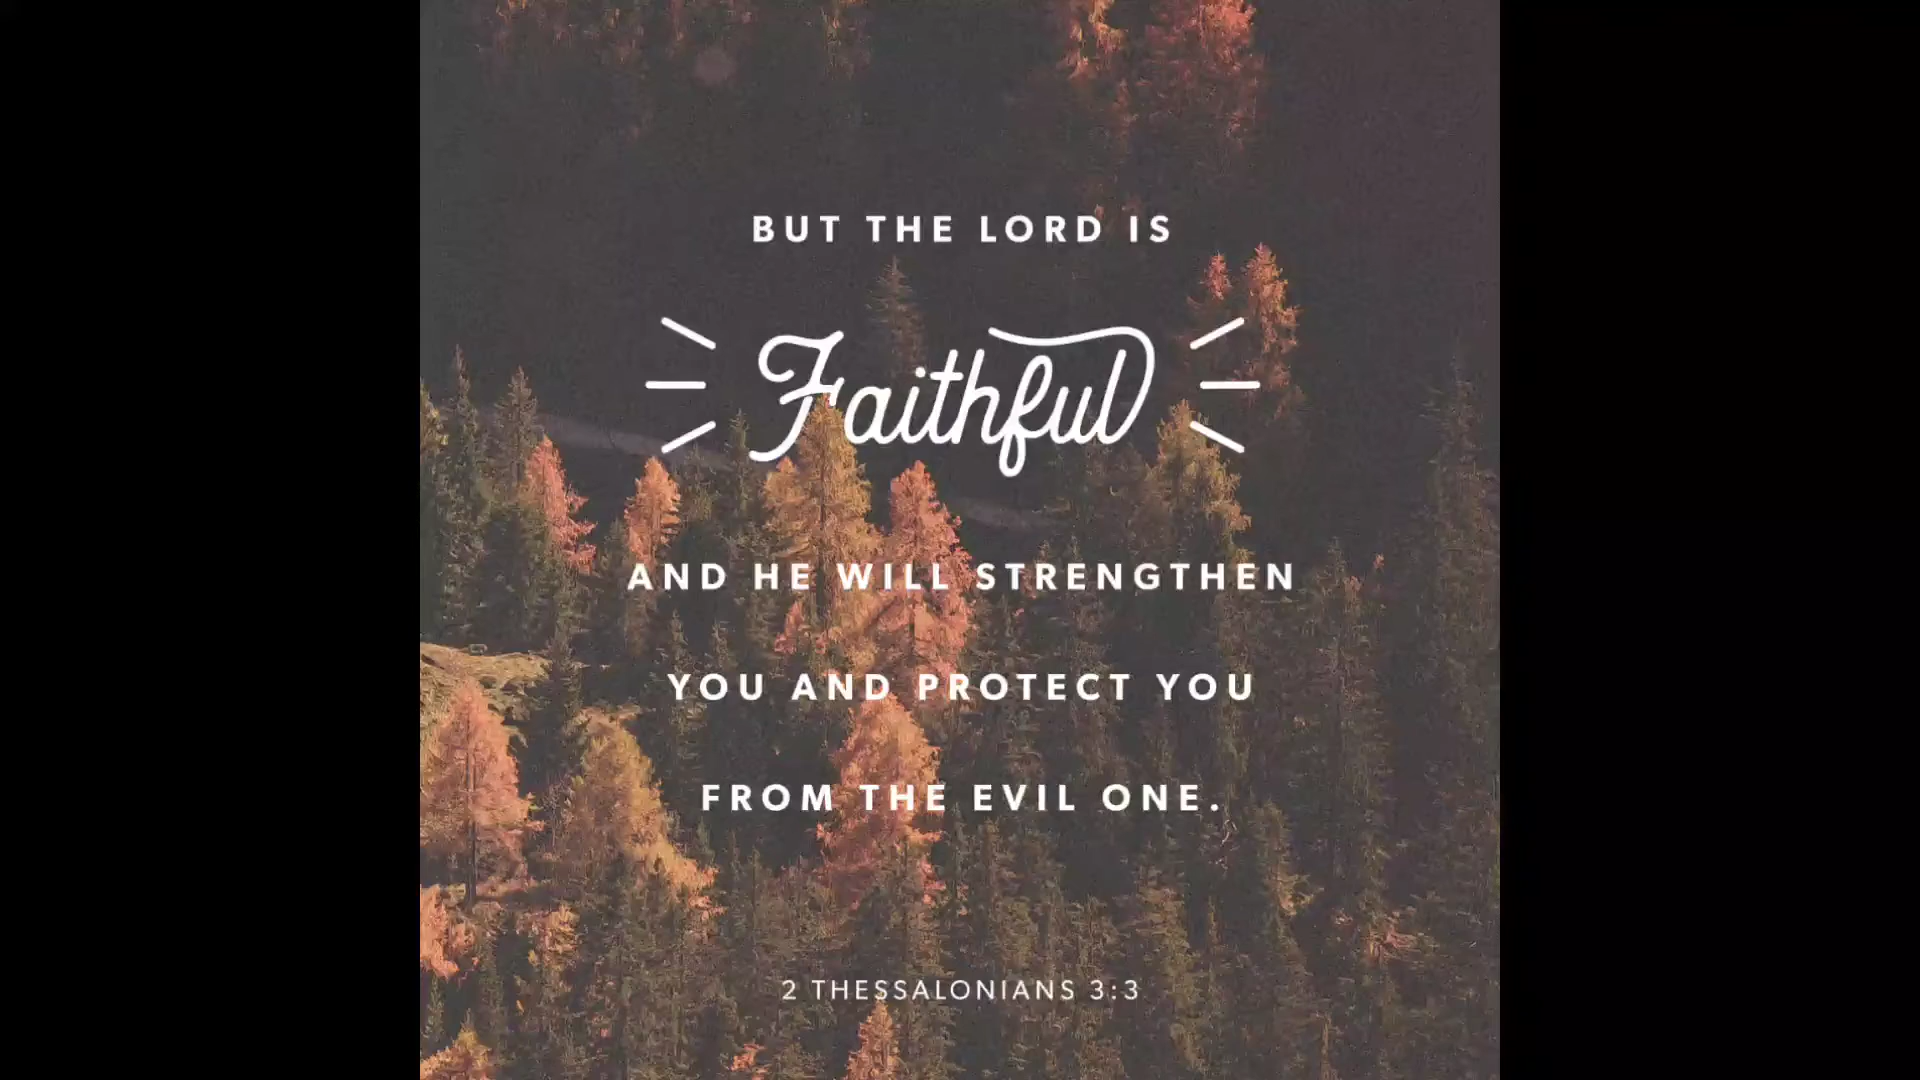 BUT THE LORD IS
Faithful
AND HE WILL STRENGTHEN
YOU AND PROTECT YOU
FROM THE EVIL ONE.
2 THESSALONIANS 3:3